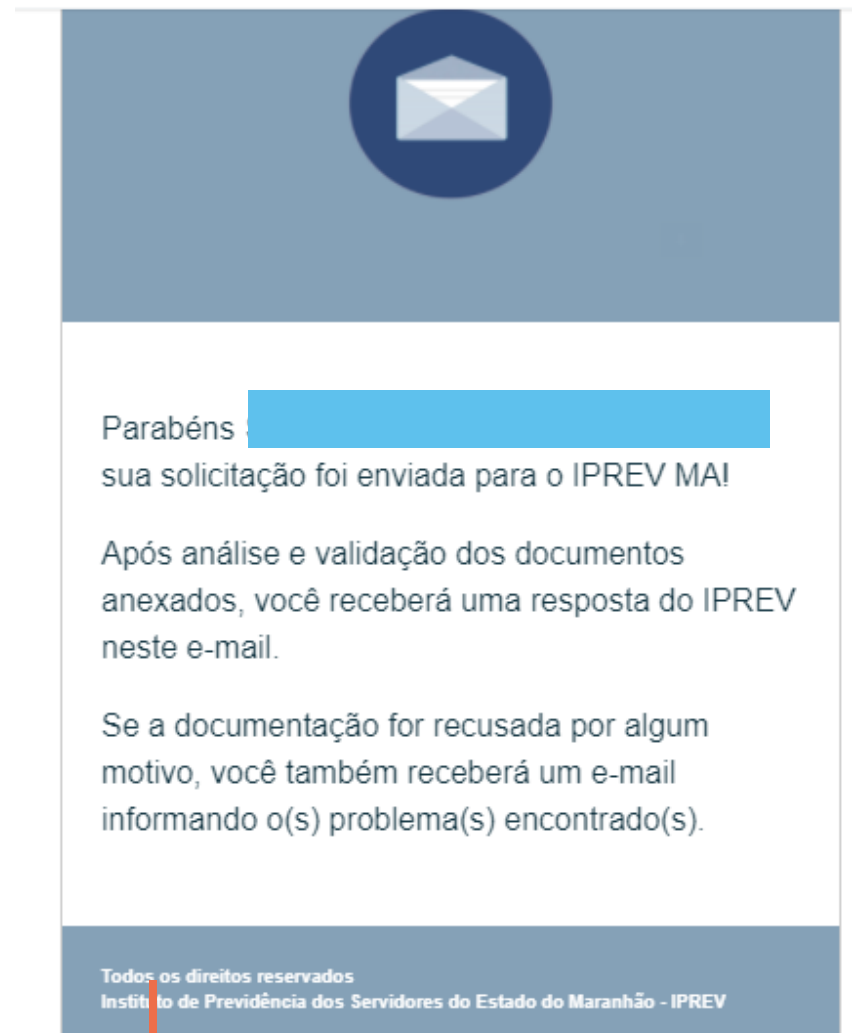 Parabéns
sua solicitação foi enviada para o IPREV MA!
Após análise e validação dos documentos
anexados, você receberá uma resposta do IPREV
neste e-mail.
Se a documentação for recusada por algum
motivo, você também receberá um e-mail
informando o(s) problema(s) encontrado(s).
Todos os direitos reservados
Instituto de Previdência dos Servidores do Estado do Maranhão - IPREV